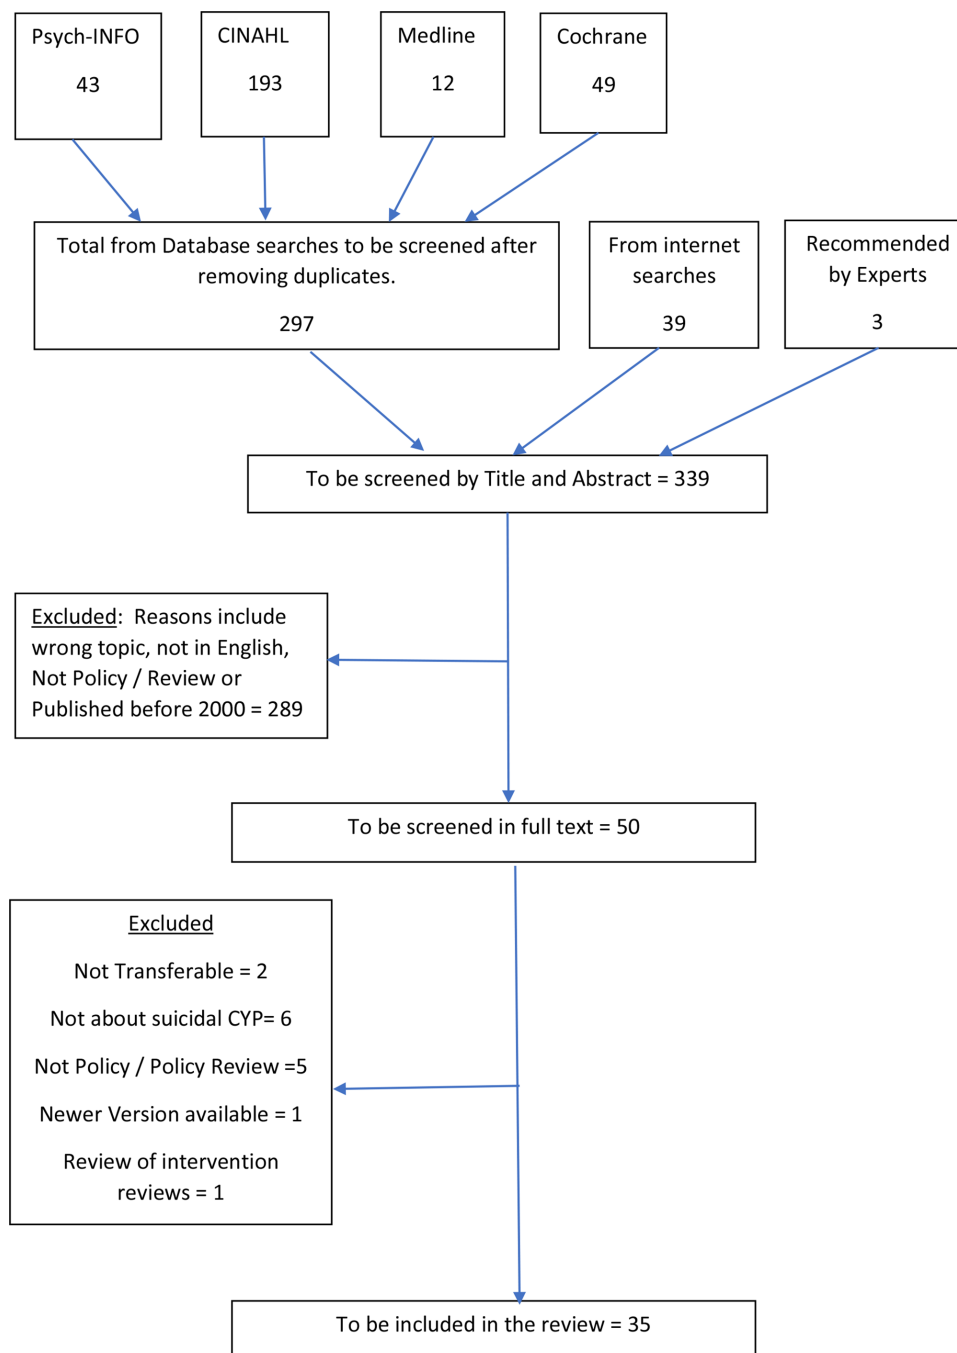 Psych-INFO
43
CINAHL
193
Medline
12
Cochrane
49
Total from Database searches to be screened after
removing duplicates.
297
From internet
searches
39
Recommended
by Experts
3
To be screened by Title and Abstract = 339
Excluded:  Reasons include
wrong topic, not in English,
Not Policy / Review or
Published before 2000 = 289
To be screened in full text = 50
Excluded
Not Transferable = 2
Not about suicidal CYP= 6
Not Policy / Policy Review =5
Newer Version available = 1
Review of intervention
reviews = 1
To be included in the review = 35